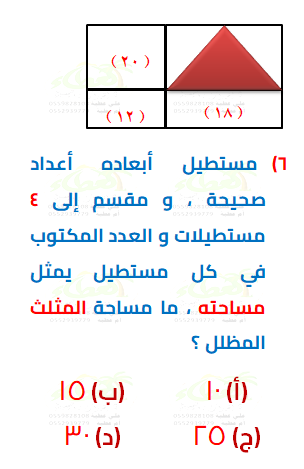 (٢٠)
(١٢) (١٨)
٦) مستطيل أبعاده أعداد
صحيحة ، و مقسم إلى ٤
مستطيلات و العدد المكتوب
في كل مستطيل يمثل
مساحته ، ما مساحة المثلث
المظلل ؟
(أ) ١٠ (ب) ١٥
(ج) ٢٥ (د) ٣٠